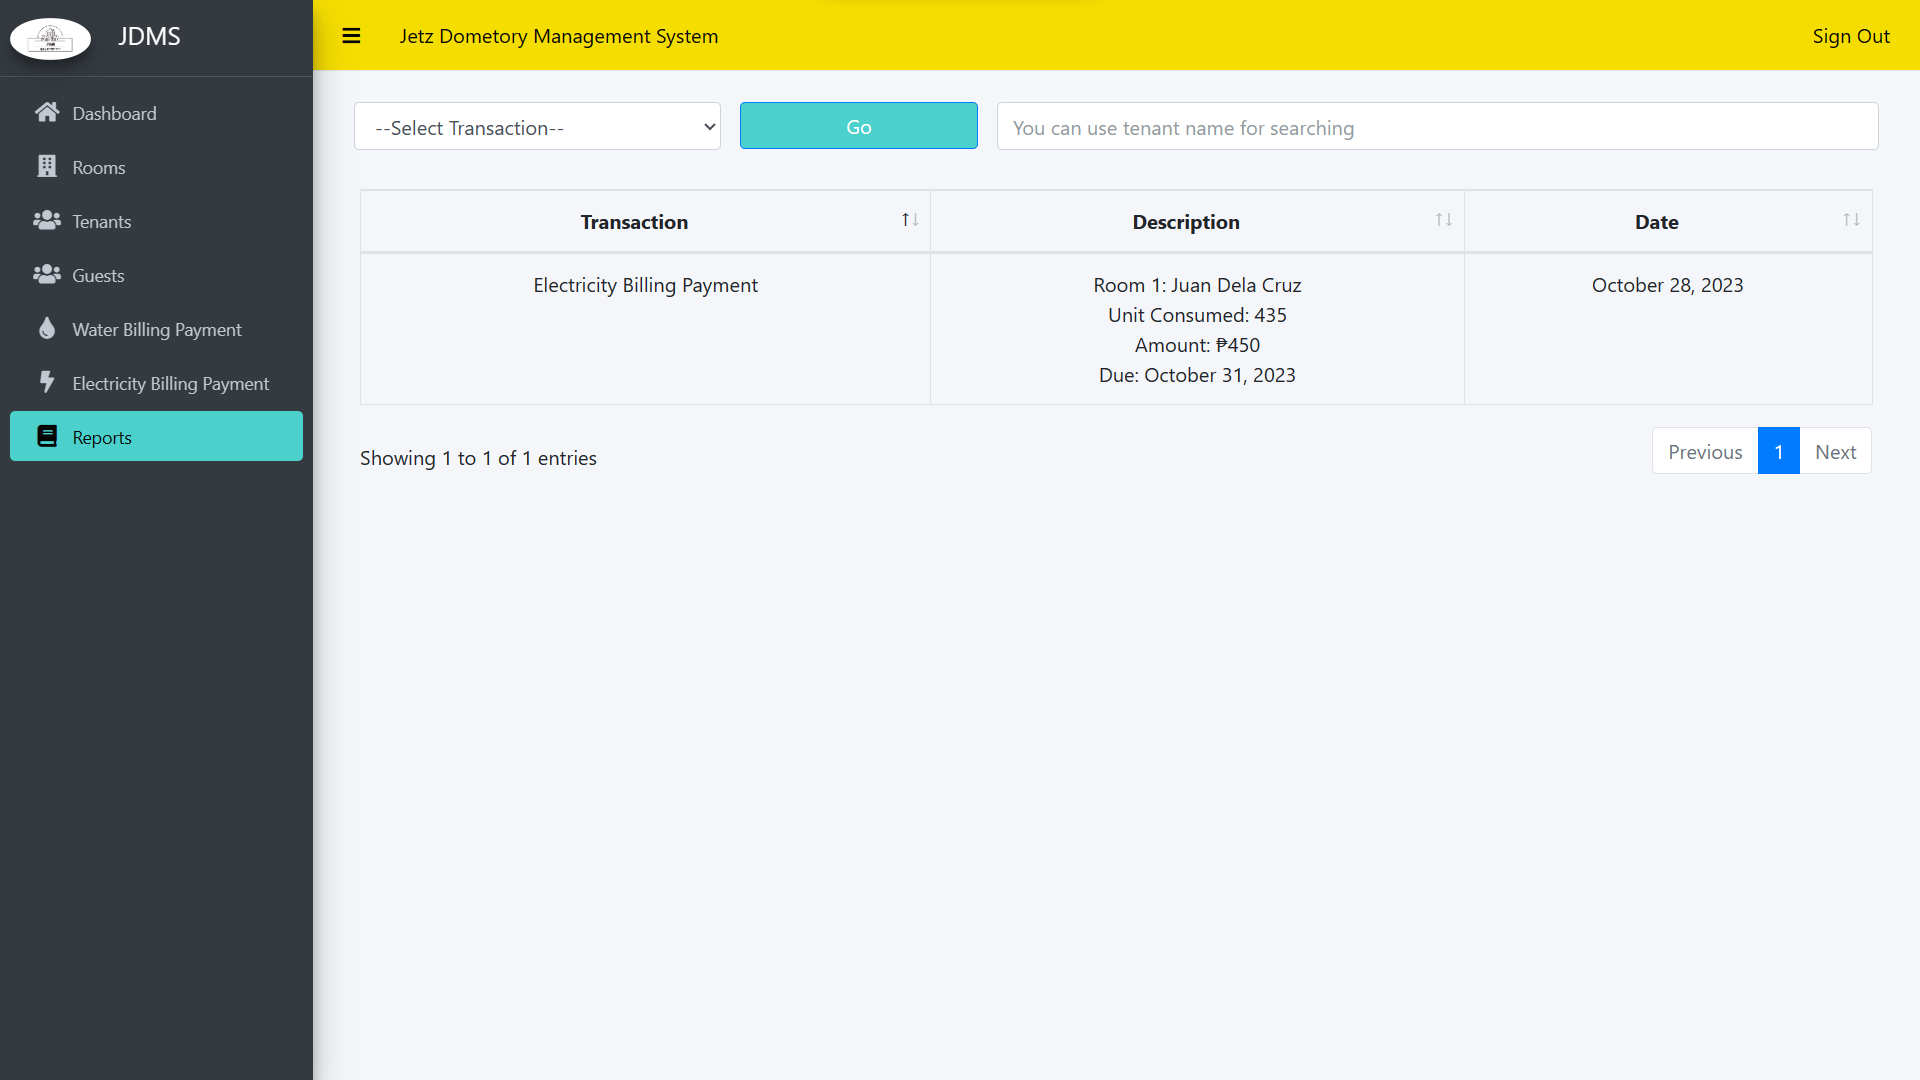 JDMS
Jetz Dometory Management System
Sign Out
Dashboard
Rooms
Tenants
Guests
Water Billing Payment
Electricity Billing Payment
Reports
--Select Transaction--
Go
You can use tenant name for searching
Transaction
Description
Date
Electricity Billing Payment
Room 1: Juan Dela Cruz
Unit Consumed: 435
Amount: ₱450
Due: October 31, 2023
October 28, 2023
Showing 1 to 1 of 1 entries
Previous
1
Next